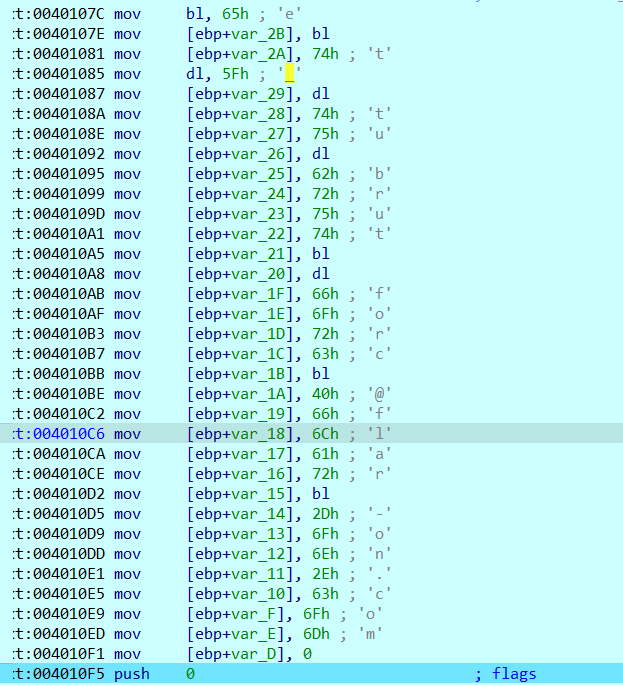 :t:0040107C mov bl, 65h ; 'e'
:t:0040107E mov [ebp+var_2B], bl
:t:00401081 mov [ebp+var_2A], 74h ; 't'
:t:00401085 mov dl, 5Fh ; '_'
:t:00401087 mov [ebp+var_29], dl
:t:0040108A mov [ebp+var_28], 74h ; 't'
:t:0040108E mov [ebp+var_27], 75h ; 'u'
:t:00401092 mov [ebp+var_26], dl
:t:00401095 mov [ebp+var_25], 62h ; 'b'
:t:00401099 mov [ebp+var_24], 72h ; 'r'
:t:0040109D mov [ebp+var_23], 75h ; 'u'
:t:004010A1 mov [ebp+var_22], 74h ; 't'
:t:004010A5 mov [ebp+var_21], bl
:t:004010A8 mov [ebp+var_20], dl
:t:004010AB mov [ebp+var_1F], 66h ; 'f'
:t:004010AF mov [ebp+var_1E], 6Fh ; 'o'
:t:004010B3 mov [ebp+var_1D], 72h ; 'r'
:t:004010B7 mov [ebp+var_1C], 63h ; 'c'
:t:004010BB mov [ebp+var_1B], bl
:t:004010BE mov [ebp+var_1A], 40h ; '@'
:t:004010C2 mov [ebp+var_19], 66h ; 'f'
:t:004010C6 mov [ebp+var_18], 6Ch ; 'l'
:t:004010CA mov [ebp+var_17], 61h ; 'a'
:t:004010CE mov [ebp+var_16], 72h ; 'r'
:t:004010D2 mov [ebp+var_15], bl
:t:004010D5 mov [ebp+var_14], 2Dh ; '-'
:t:004010D9 mov [ebp+var_13], 6Fh ; 'o'
:t:004010DD mov [ebp+var_12], 6Eh ; 'n'
:t:004010E1 mov [ebp+var_11], 2Eh ; '.'
:t:004010E5 mov [ebp+var_10], 63h ; 'c'
:t:004010E9 mov [ebp+var_F], 6Fh ; 'o'
:t:004010ED mov [ebp+var_E], 6Dh ; 'm'
:t:004010F1 mov [ebp+var_D], 0
:t:004010F5 push 0 ; flags